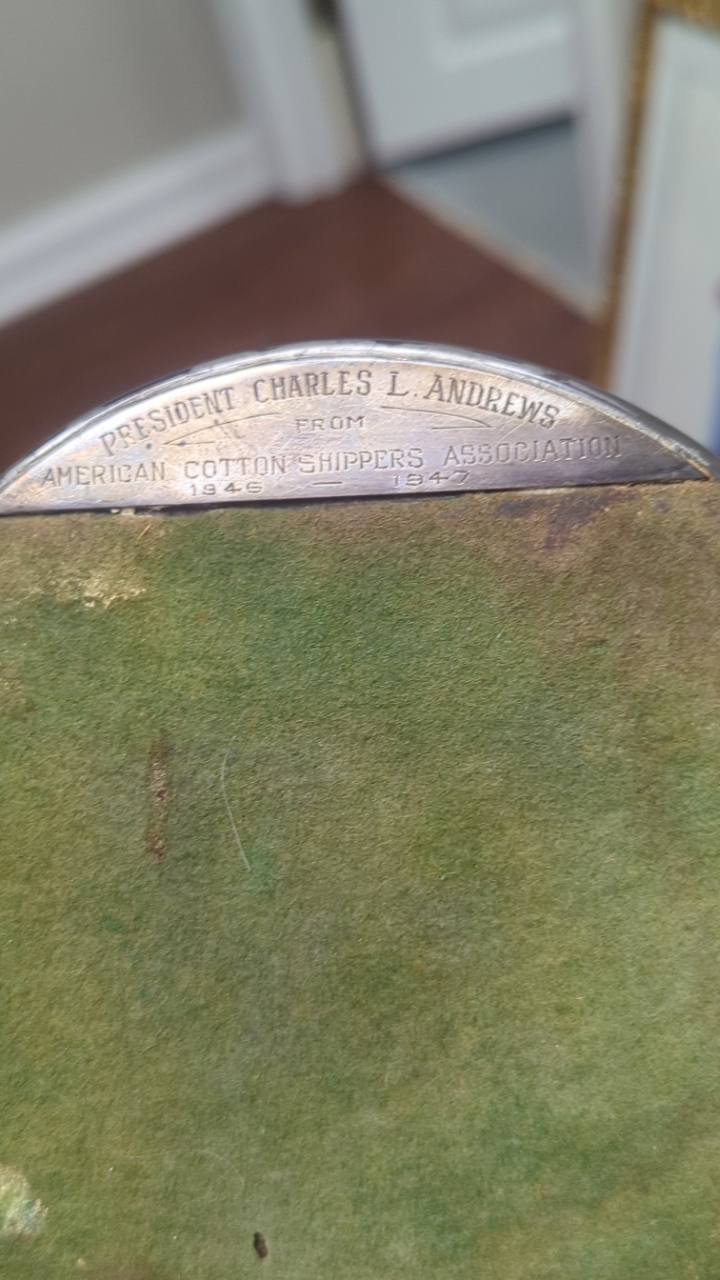 PRESIDENT CHARLES L. ANDREWS
FROM
AMERICAN COTTON SHIPPERS ASSOCIATION
1946 — 1947